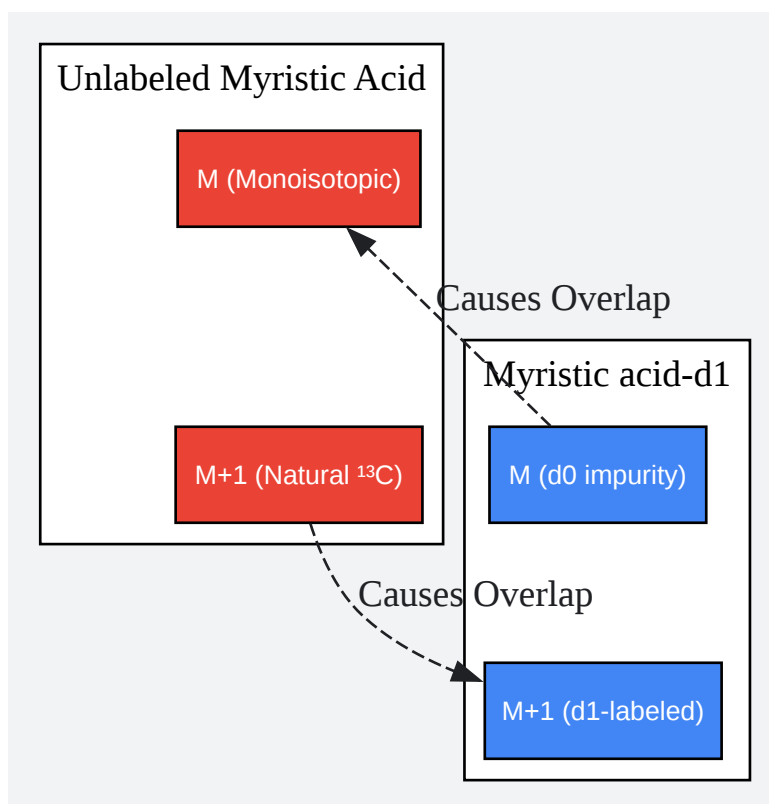 Unlabeled Myristic Acid
M (Monoisotopic)
Causes Overlap
Myristic acid-d1
M+1 (Natural ¹³C)
M (d0 impurity)
Causes Overlap
M+1 (d1-labeled)